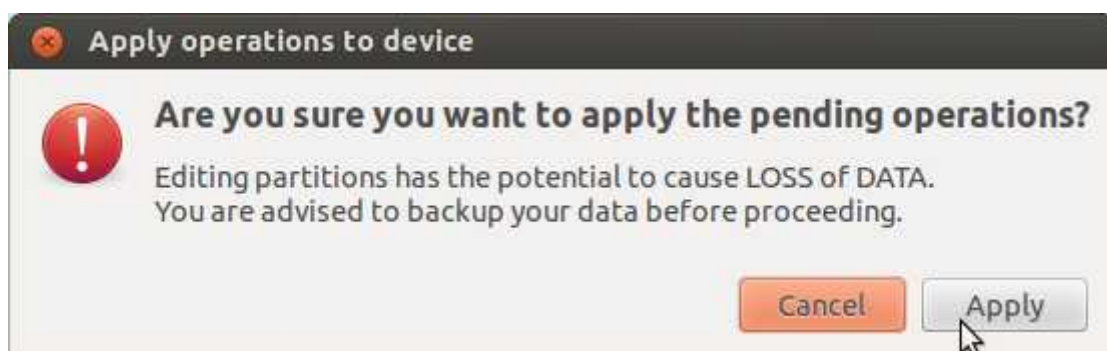 Apply operations to device
Are you sure you want to apply the pending operations?
Editing partitions has the potential to cause LOSS of DATA.
You are advised to backup your data before proceeding.
Cancel Apply